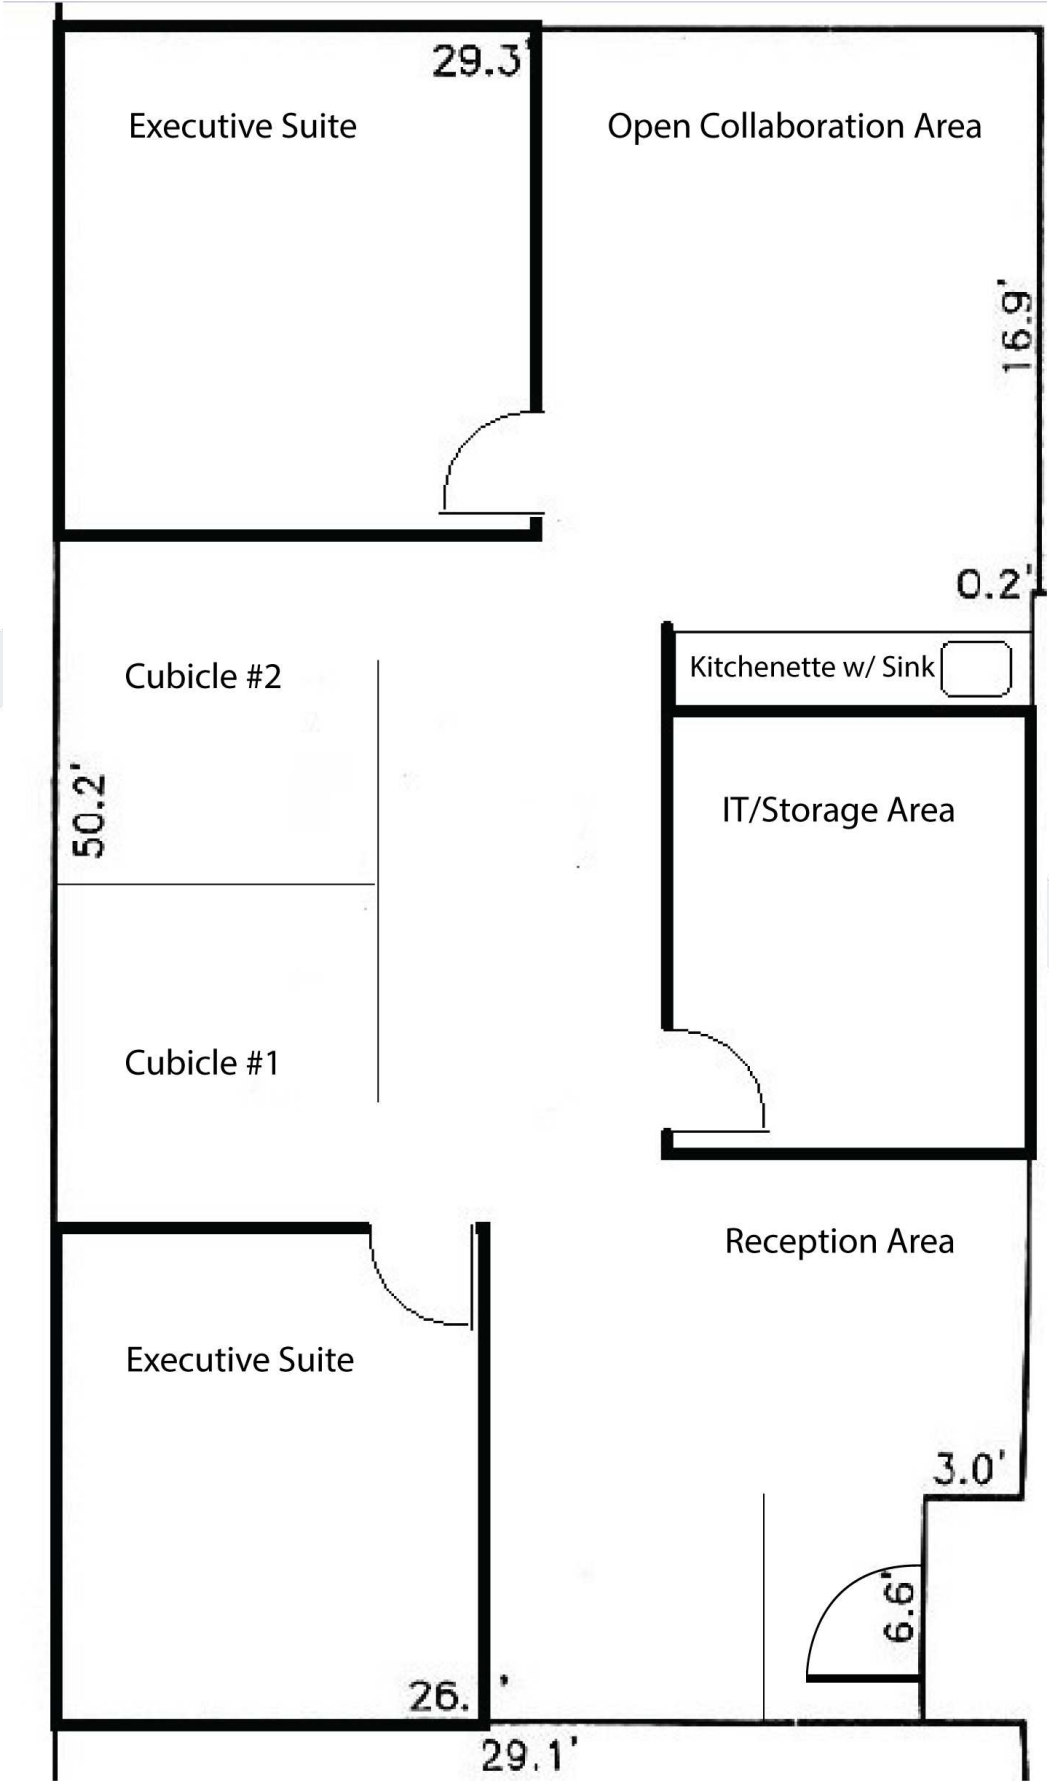 29.3'
Executive Suite
Open Collaboration Area
16.9'
0.2'
Kitchenette w/ Sink
Cubicle #2
50.2'
IT/Storage Area
Cubicle #1
Reception Area
Executive Suite
3.0'
6.6'
26. '
29.1'